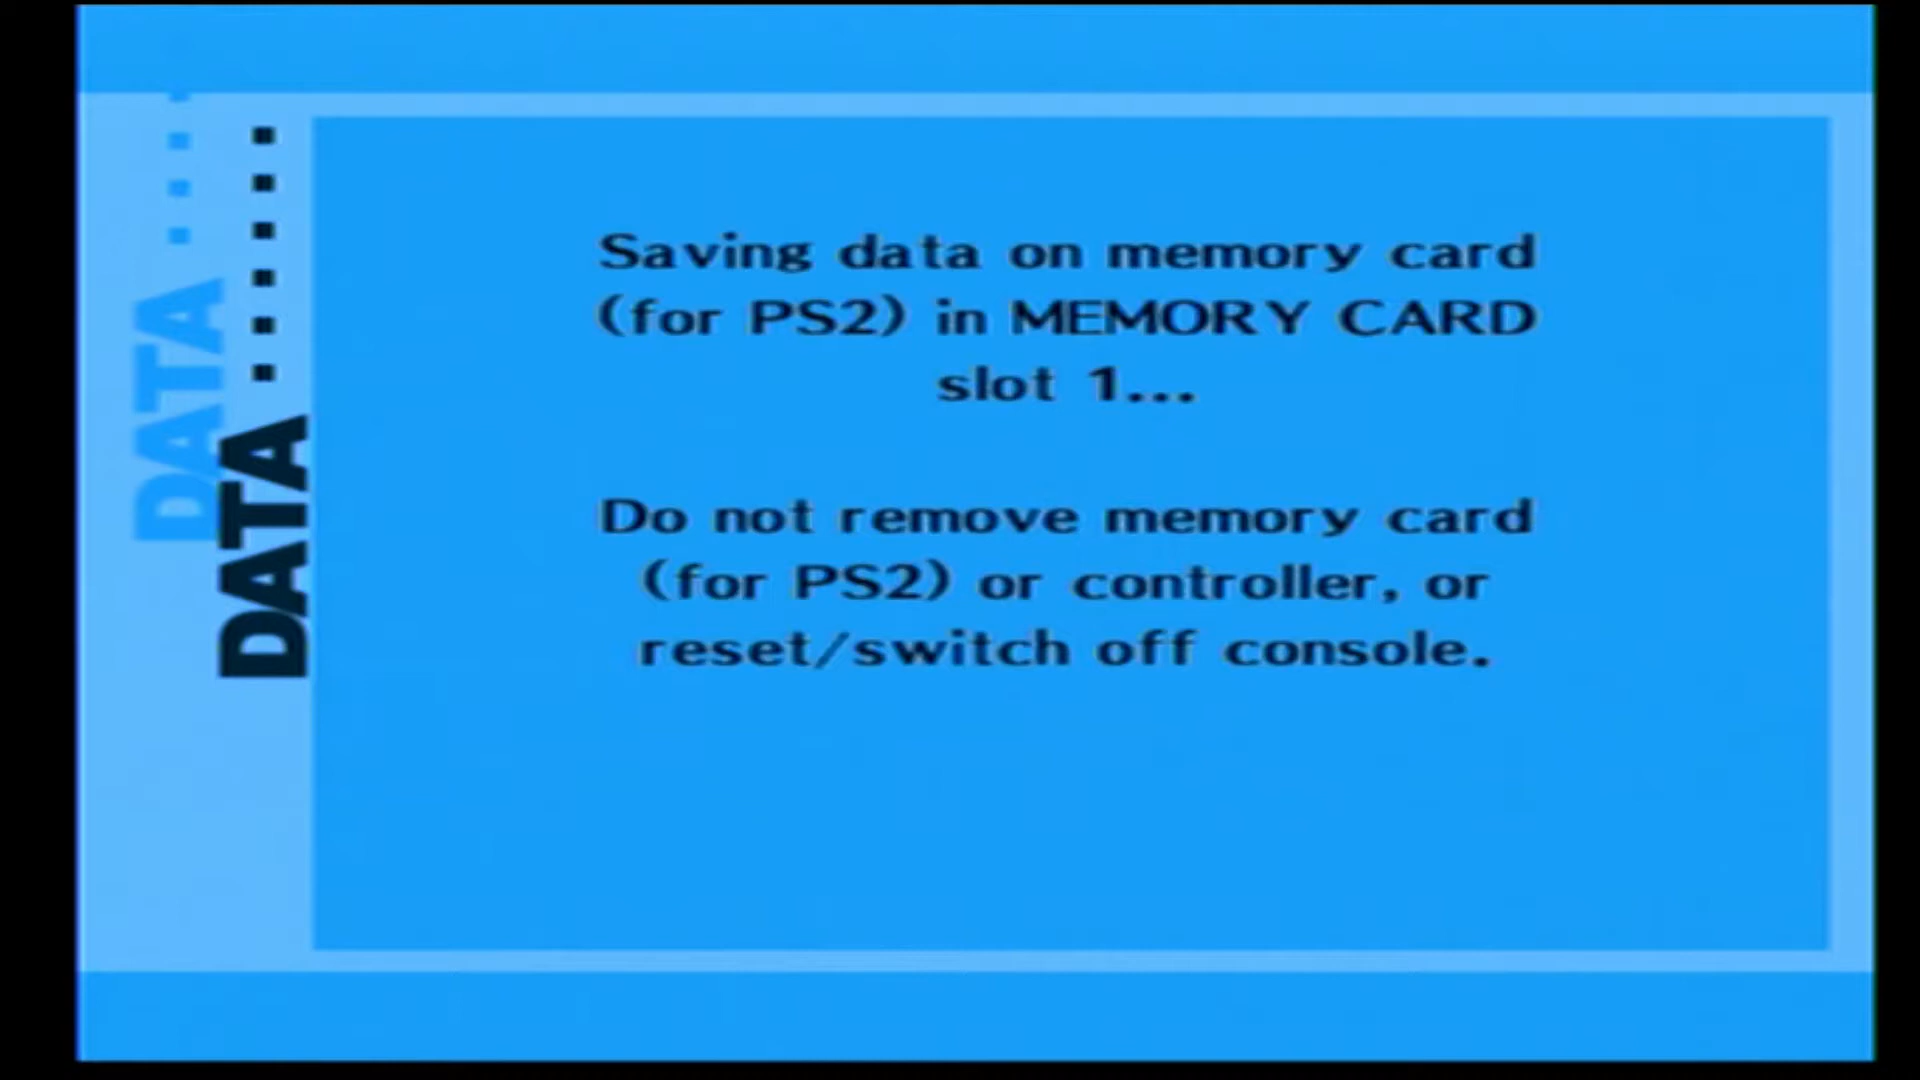 DATA......
DATA....
Saving data on memory card
(for PS2) in MEMORY CARD
slot 1...
Do not remove memory card
(for PS2) or controller, or
reset/switch off console.